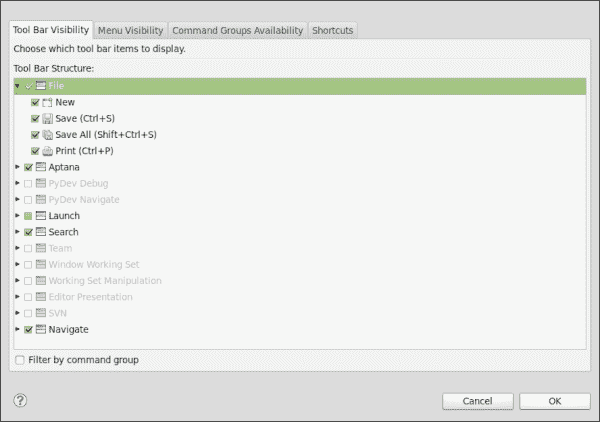 Tool Bar Visibility Menu Visibility Command Groups Availability Shortcuts
Choose which tool bar items to display.
Tool Bar Structure:
File
New
Save (Ctrl+S)
Save All (Shift+Ctrl+S)
Print (Ctrl+P)
Aptana
PyDev Debug
PyDev Navigate
Launch
Search
Team
Window Working Set
Working Set Manipulation
Editor Presentation
SVN
Navigate
Filter by command group
? Cancel OK